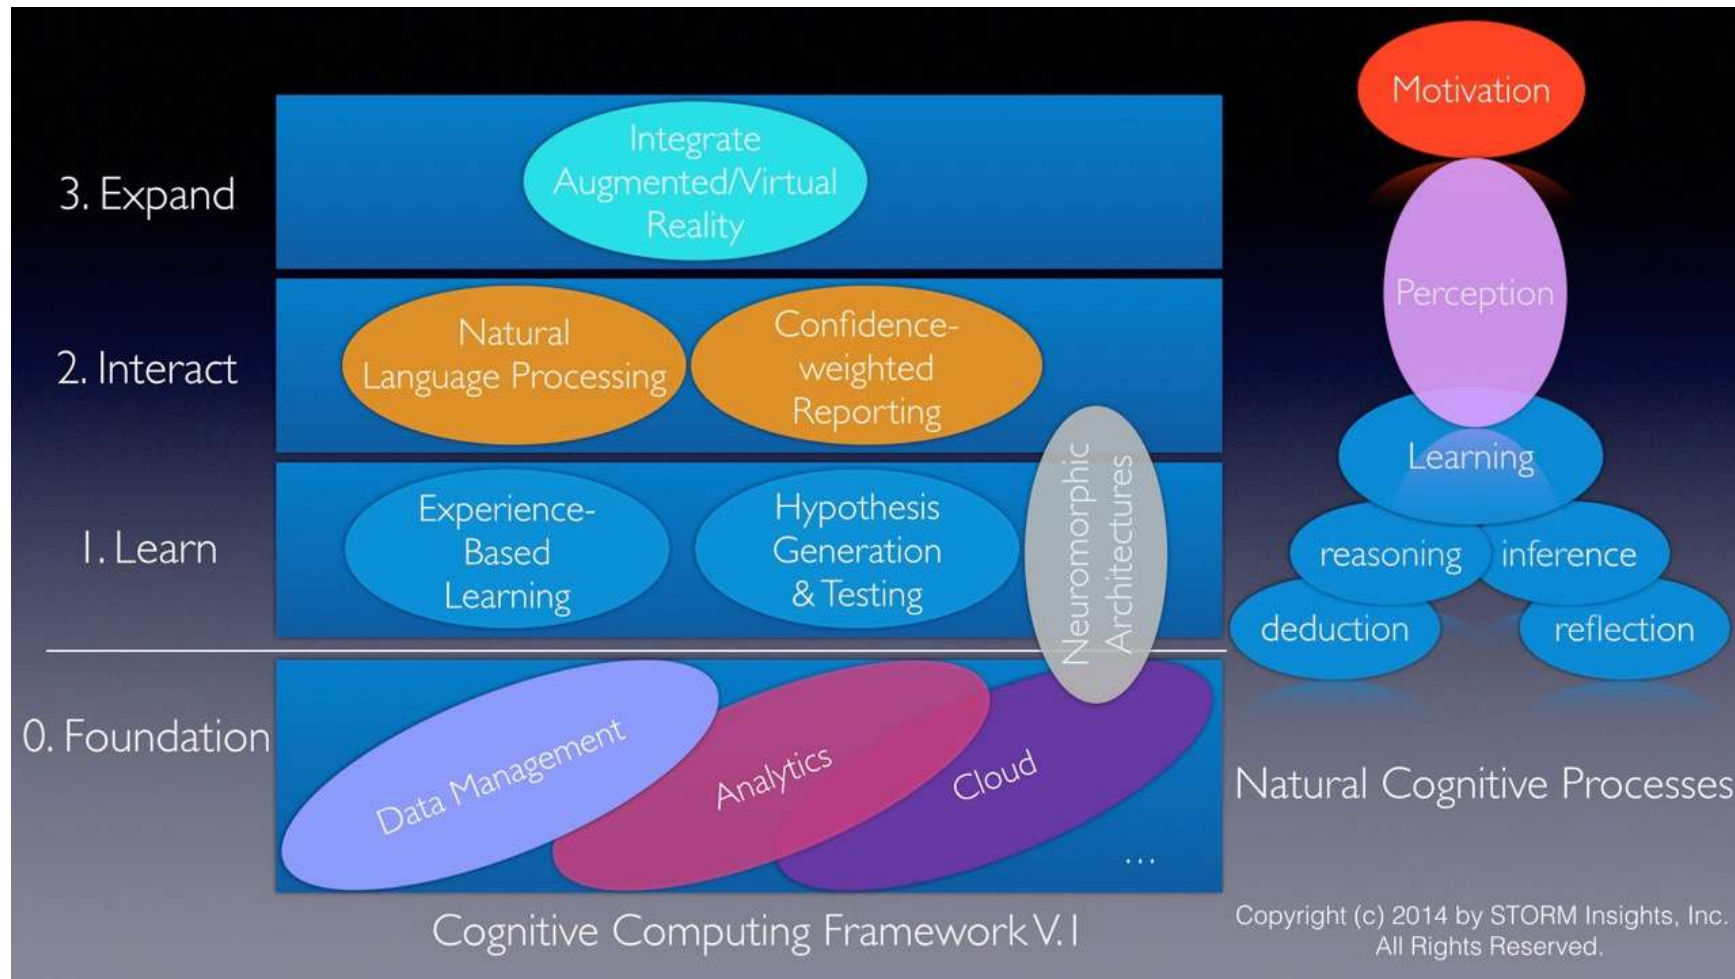 3. Expand
Integrate
Augmented/Virtual
Reality
2. Interact
Natural
Language Processing
Confidence-
weighted
Reporting
1. Learn
Experience-
Based
Learning
Hypothesis
Generation
& Testing
Neuromorphic
Architectures
0. Foundation
Data Management
Analytics
Cloud
...
Cognitive Computing Framework V.1
Motivation
Perception
Learning
reasoning
inference
deduction
reflection
Natural Cognitive Processes
Copyright (c) 2014 by STORM Insights, Inc.
All Rights Reserved.